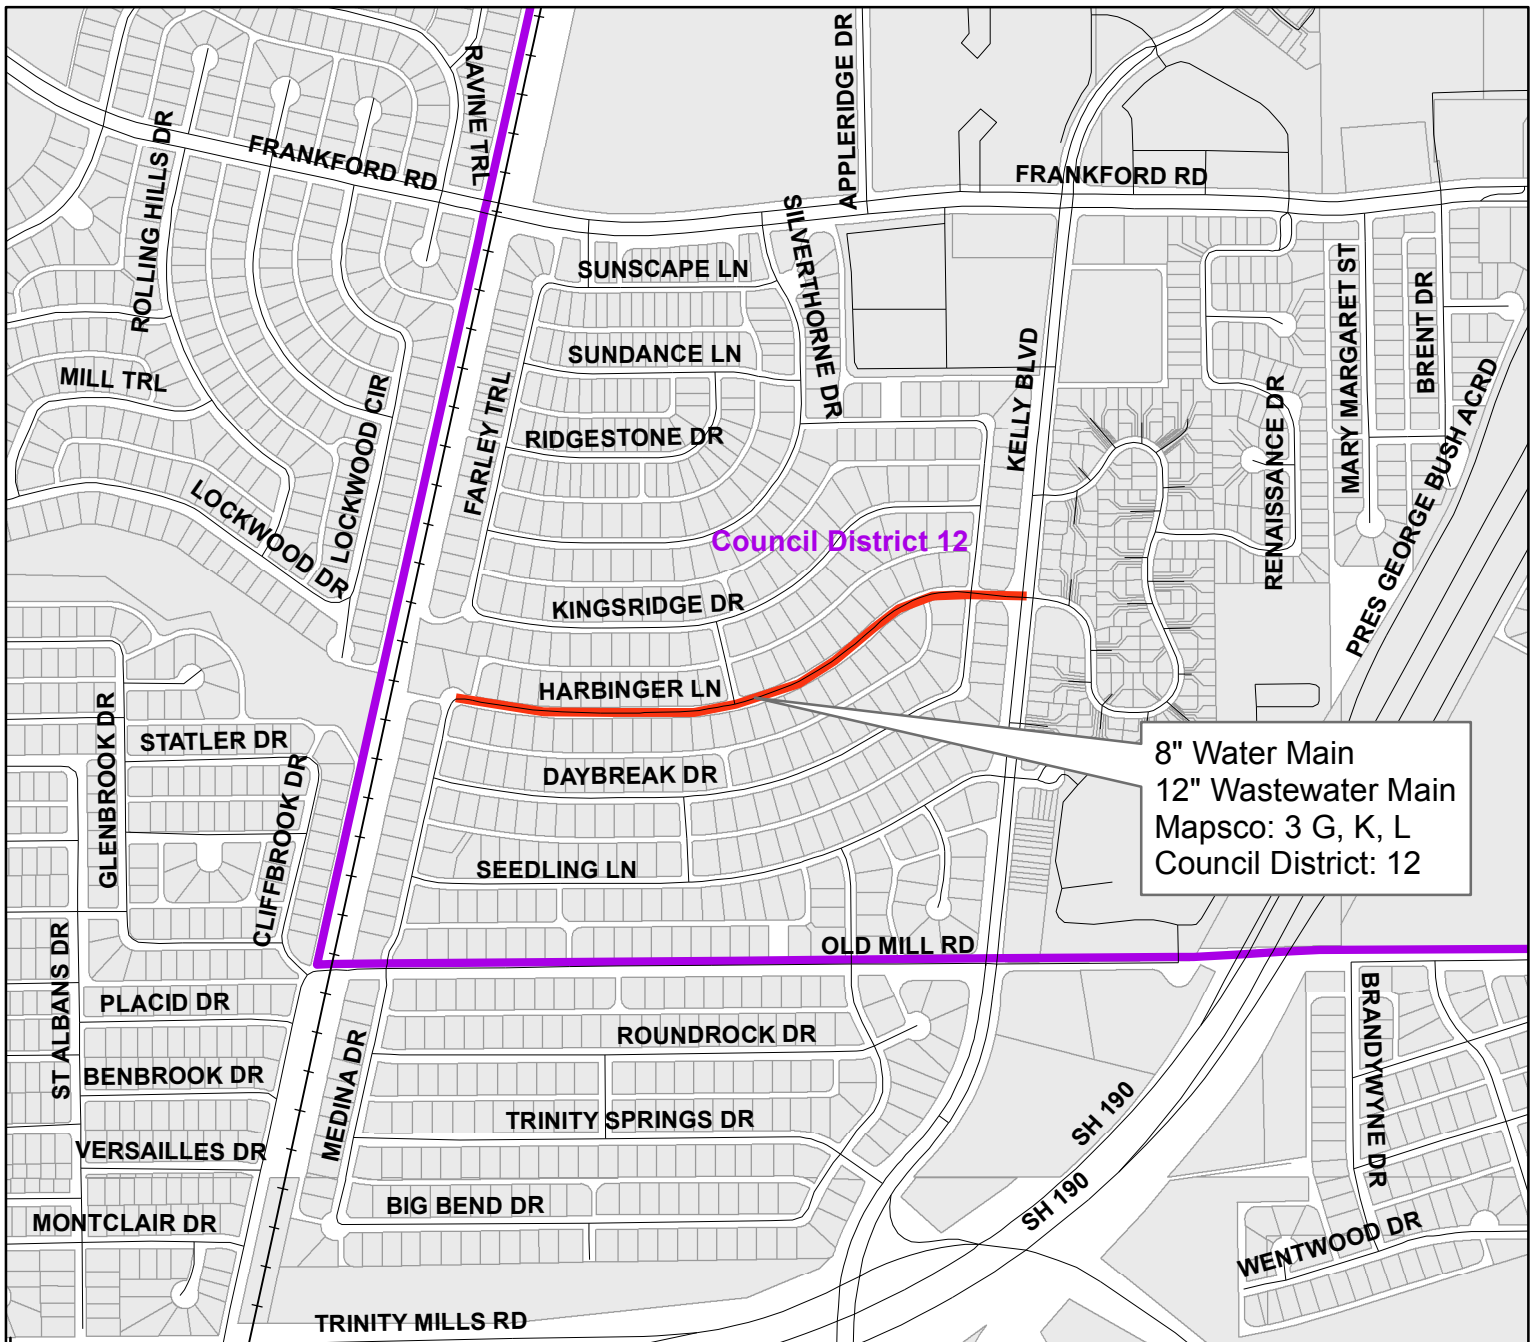 RAVINE TRL
APPLERIDGE DR
ROLLING HILLS DR
FRANKFORD RD
FRANKFORD RD
SILVERTHORNE DR
SUNSCAPE LN
MARY MARGARET ST
BRENT DR
SUNDANCE LN
KELLY BLVD
MILL TRL
LOCKWOOD CIR
FARLEY TRL
RIDGESTONE DR
RENAISSANCE DR
PRES GEORGE BUSH ACRD
LOCKWOOD DR
Council District 12
KINGSRIDGE DR
HARBINGER LN
GLENBROOK DR
STATLER DR
CLIFFBROOK DR
DAYBREAK DR
8" Water Main
12" Wastewater Main
Mapsco: 3 G, K, L
Council District: 12
SEEDLING LN
OLD MILL RD
ST ALBANS DR
PLACID DR
MEDINA DR
ROUNDROCK DR
BRANDYWYNE DR
BENBROOK DR
TRINITY SPRINGS DR
SH 190
VERSAILLES DR
BIG BEND DR
SH 190
MONTCLAIR DR
WENTWOOD DR
TRINITY MILLS RD